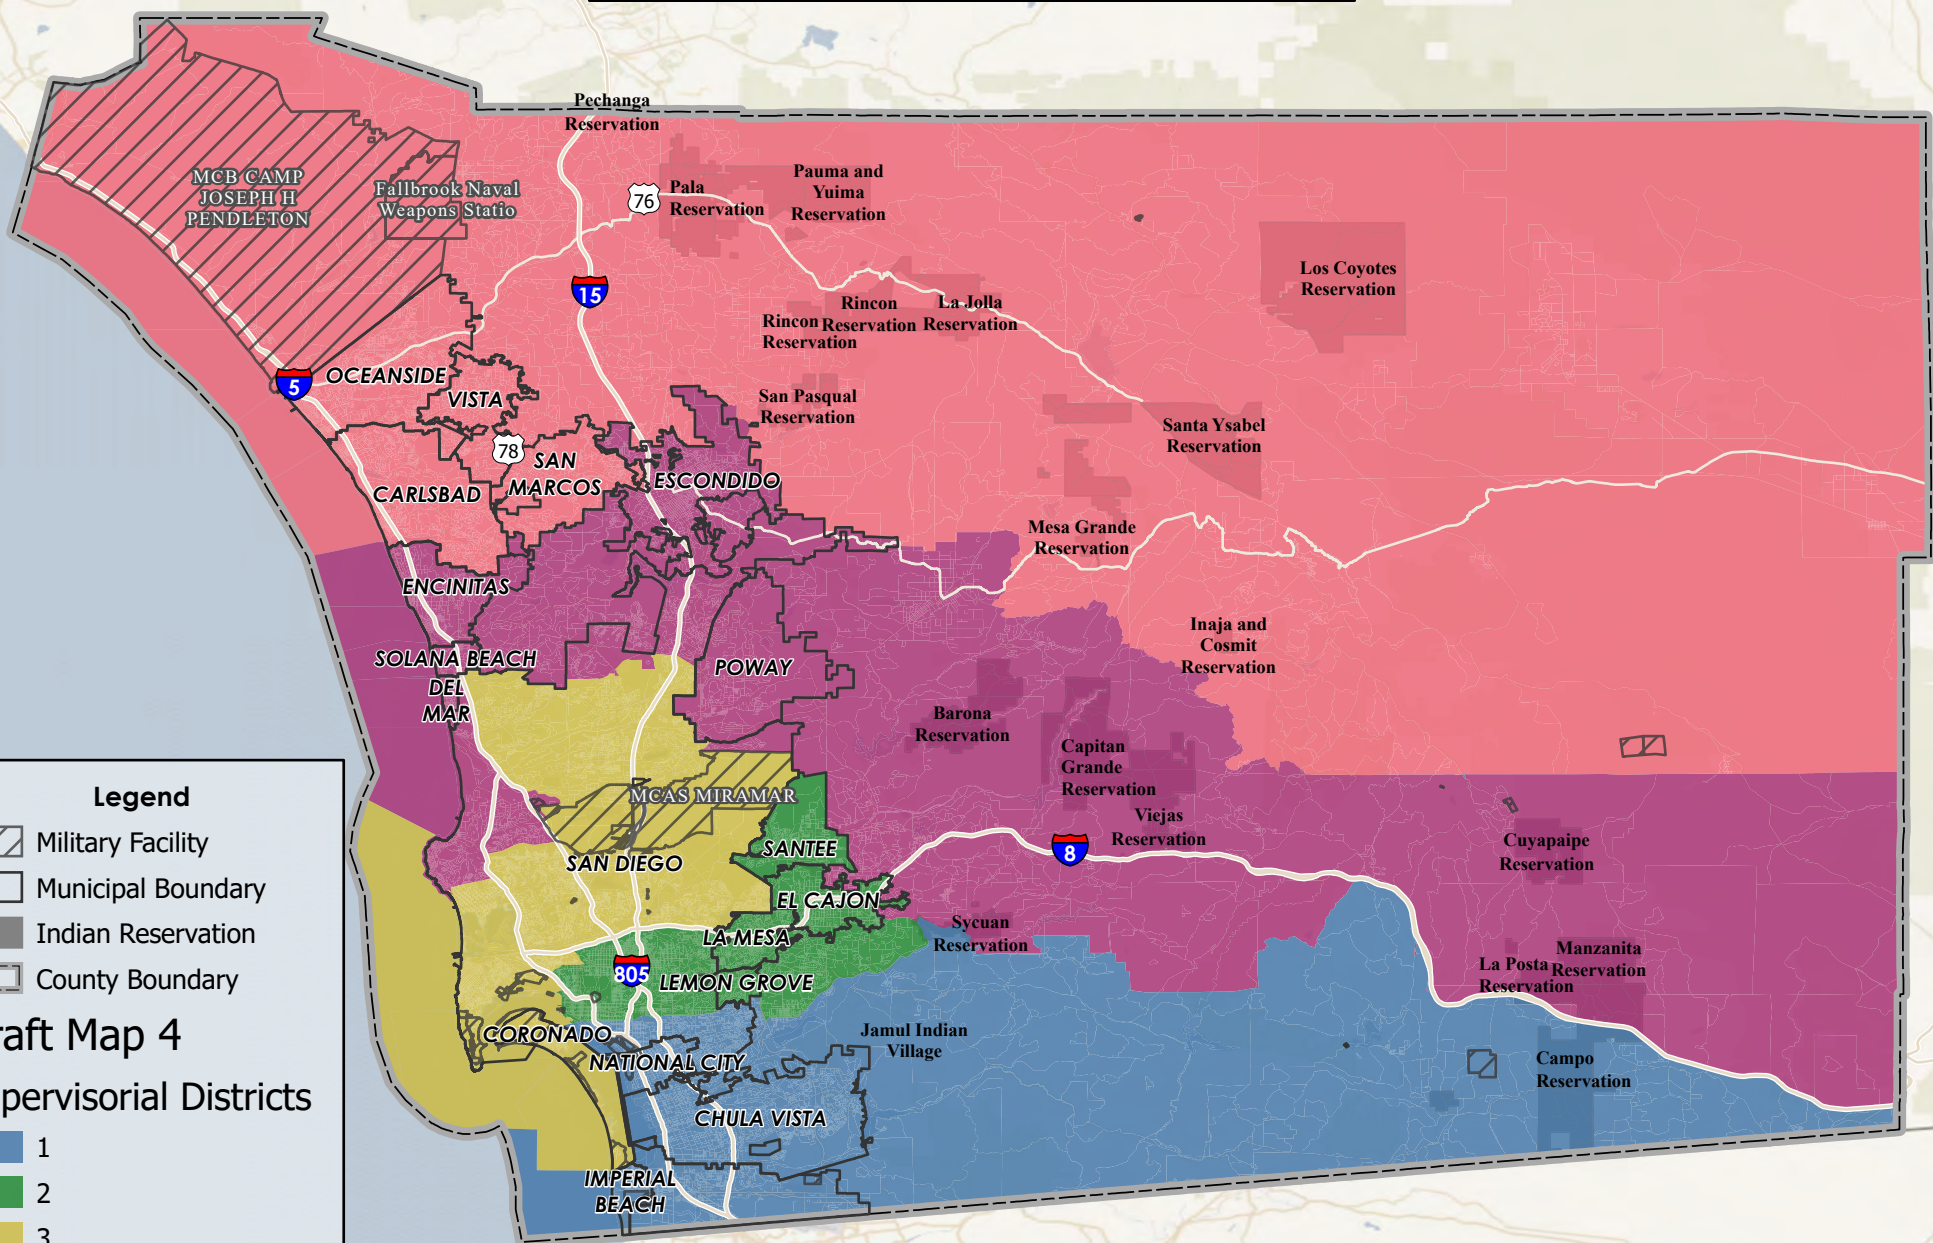 Pechanga
Reservation
MCB CAMP
JOSEPH H
PENDLETON
Fallbrook Naval
Weapons Statio
76
Pala
Reservation
Pauma and
Yuima
Reservation
15
Los Coyotes
Reservation
Rincon
Reservation
La Jolla
Reservation
Rincon
Reservation
5
OCEANSIDE
VISTA
San Pasqual
Reservation
Santa Ysabel
Reservation
78
SAN
MARCOS
CARLSBAD
ESCONDIDO
Mesa Grande
Reservation
ENCINITAS
Inaja and
Cosmit
Reservation
SOLANA BEACH
POWAY
DEL
MAR
Barona
Reservation
Capitan
Grande
Reservation
MCAS MIRAMAR
Viejas
Reservation
8
Cuyapaipe
Reservation
SANTEE
SAN DIEGO
EL CAJON
LA MESA
Sycuan
Reservation
Manzanita
Reservation
La Posta
Reservation
805
LEMON GROVE
CORONADO
NATIONAL CITY
Jamul Indian
Village
Campo
Reservation
CHULA VISTA
IMPERIAL
BEACH
Legend
Military Facility
Municipal Boundary
Indian Reservation
County Boundary
raft Map 4
pervisorial Districts
1
2
3